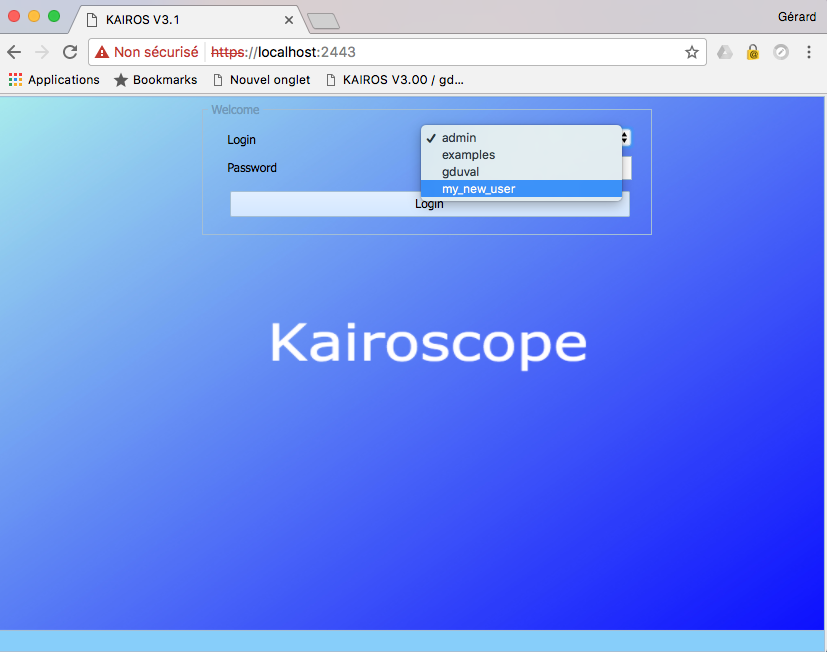 KAIROS V3.1
Gérard
Non sécurisé https://localhost:2443
Applications Bookmarks Nouvel onglet KAIROS V3.00 / gd...
Welcome
Login admin
examples
Password gduval
my_new_user
Login
Kairoscope